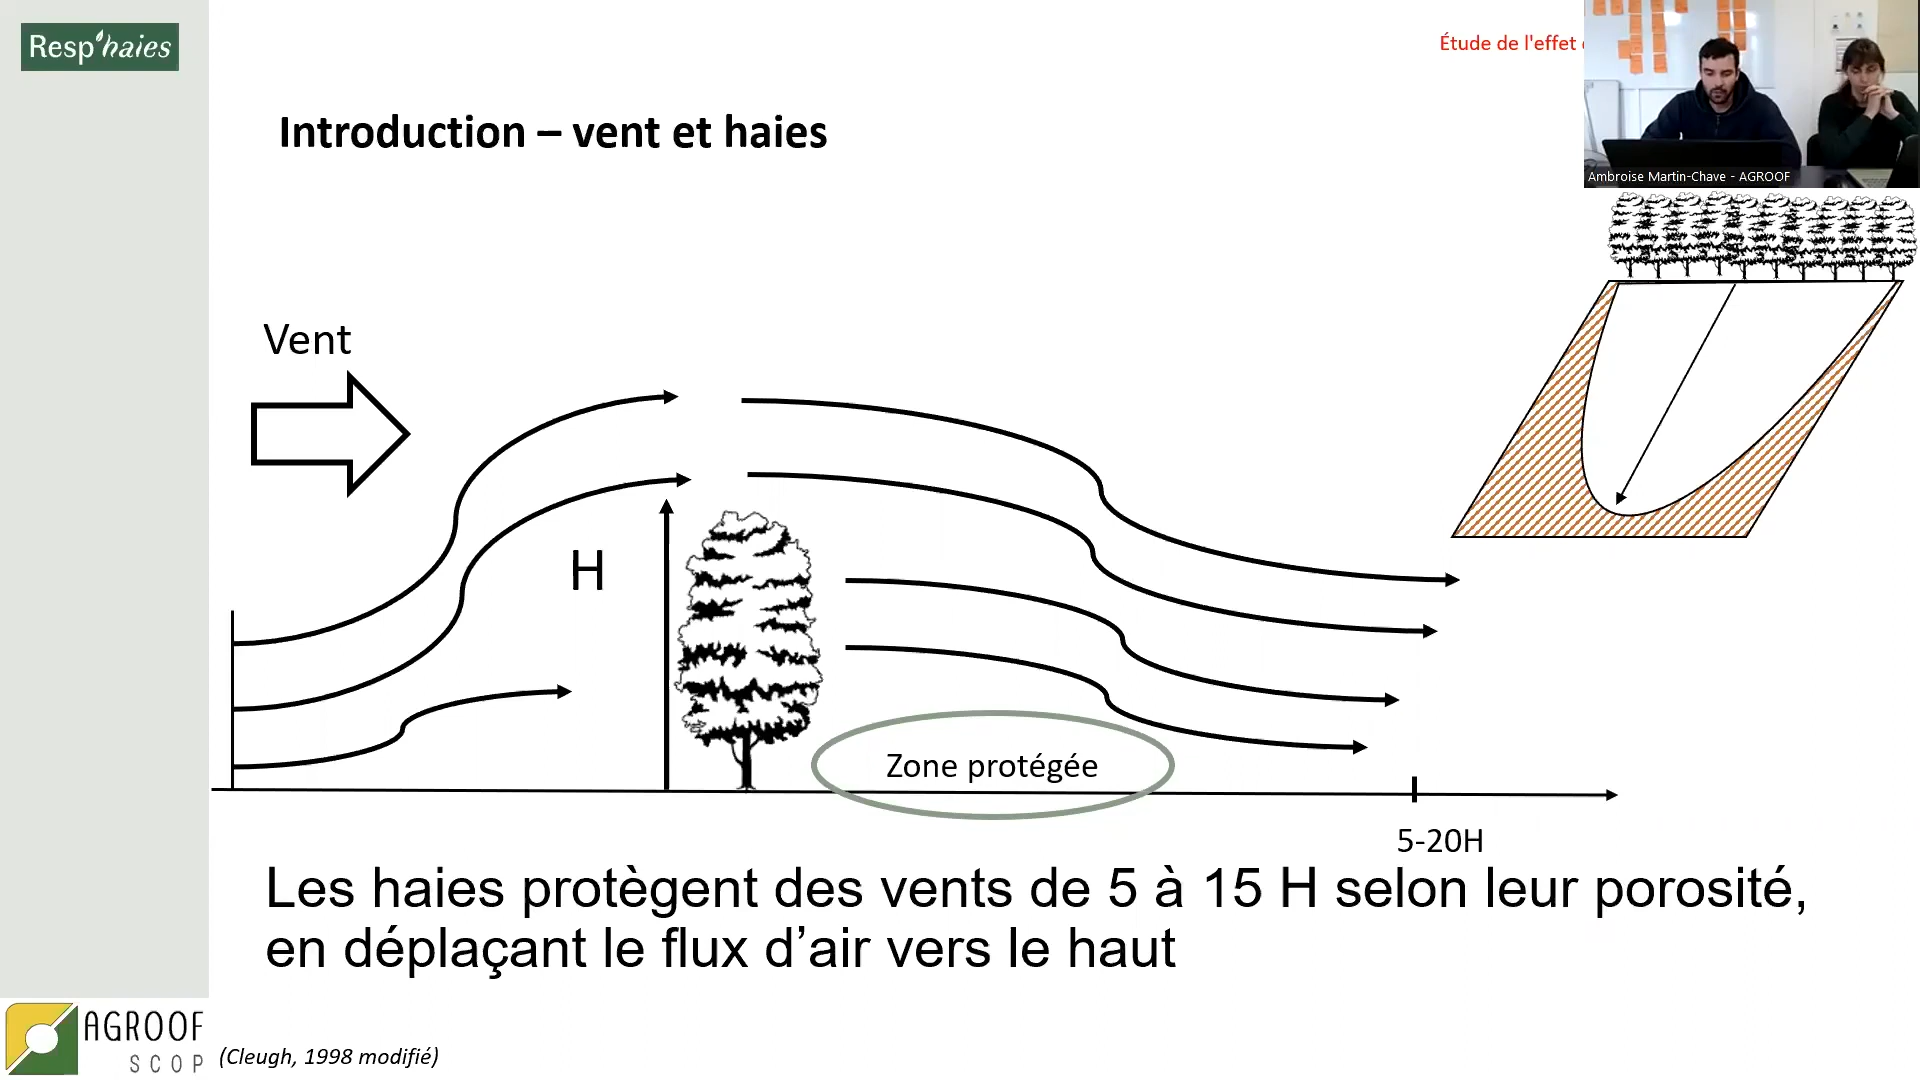 Resp'haies
Étude de l'effet
Ambroise Martin-Chave - AGROOF
Introduction – vent et haies
Vent
H
Zone protégée
5-20H
Les haies protègent des vents de 5 à 15 H selon leur porosité,
en déplaçant le flux d’air vers le haut
AGROOF
SCOP
(Cleugh, 1998 modifié)